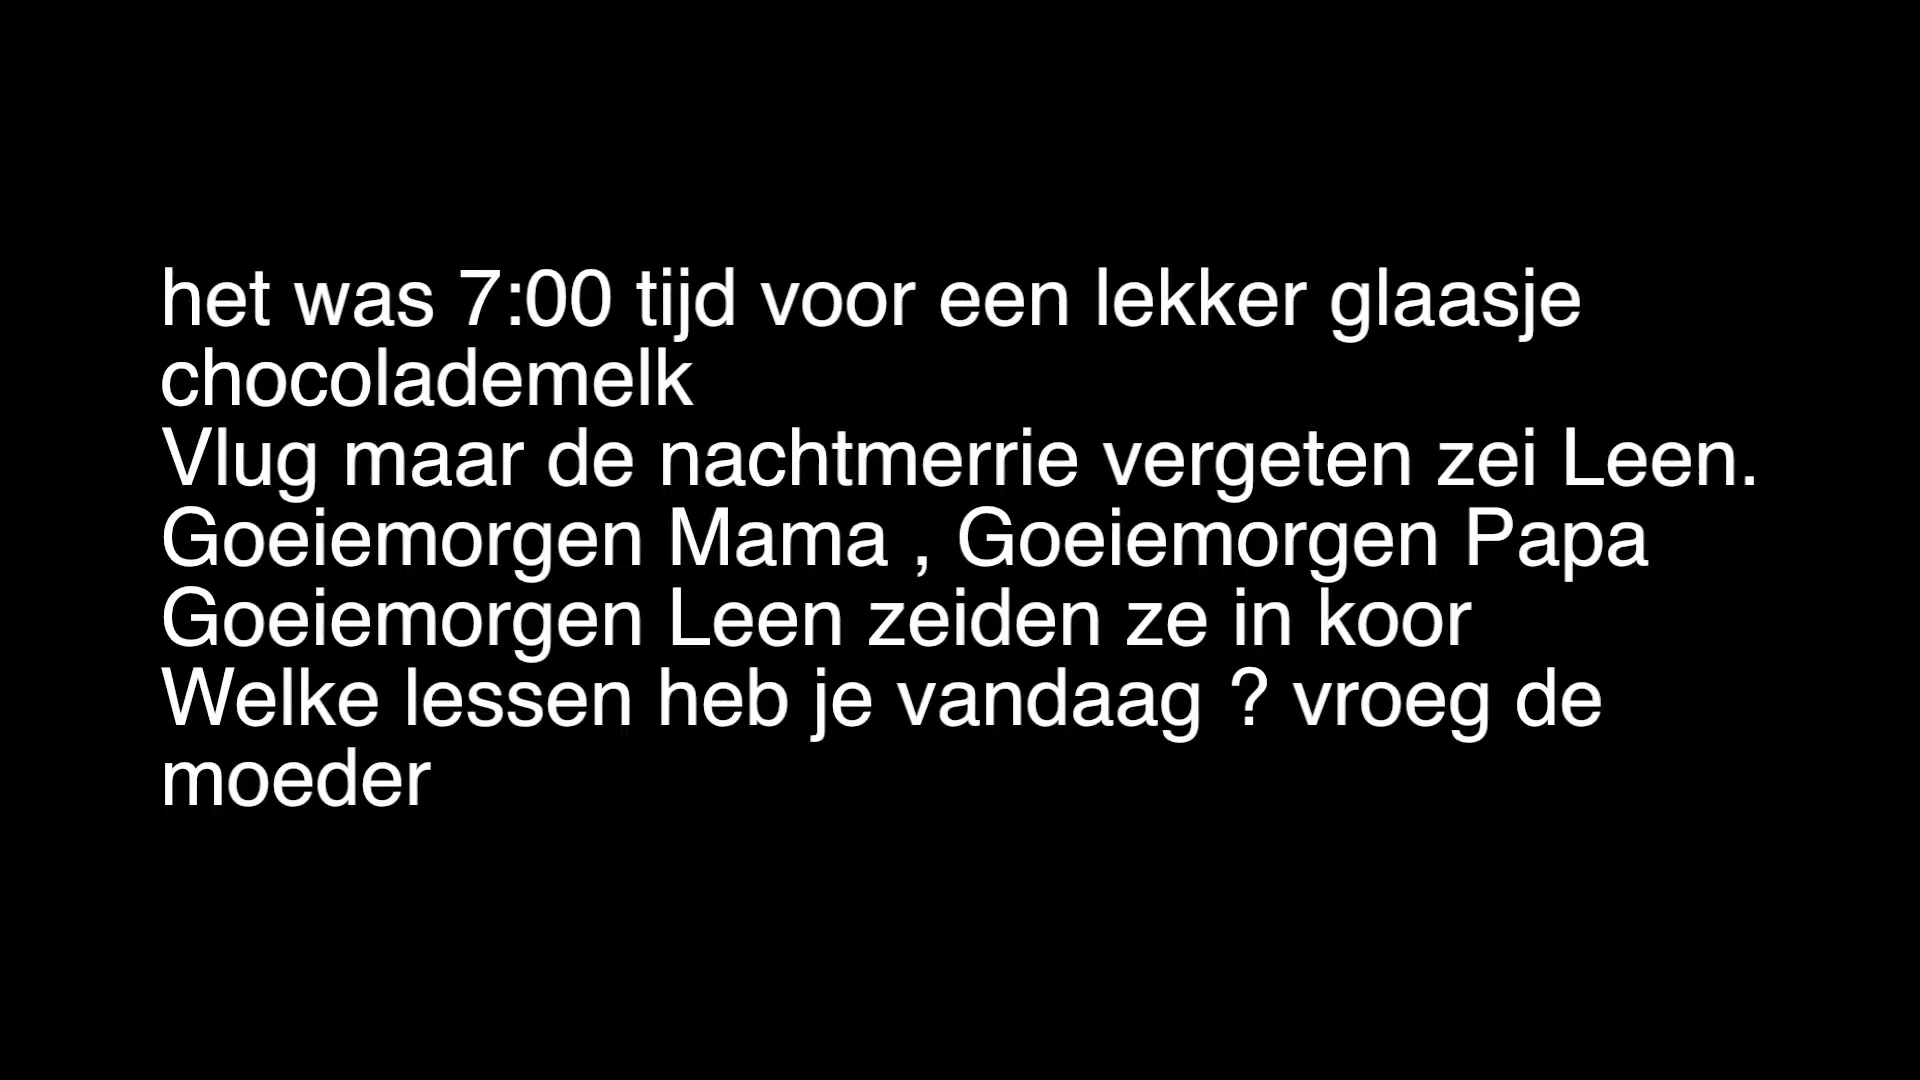 het was 7:00 tijd voor een lekker glaasje
chocolademelk
Vlug maar de nachtmerrie vergeten zei Leen.
Goeiemorgen Mama , Goeiemorgen Papa
Goeiemorgen Leen zeiden ze in koor
Welke lessen heb je vandaag ? vroeg de
moeder